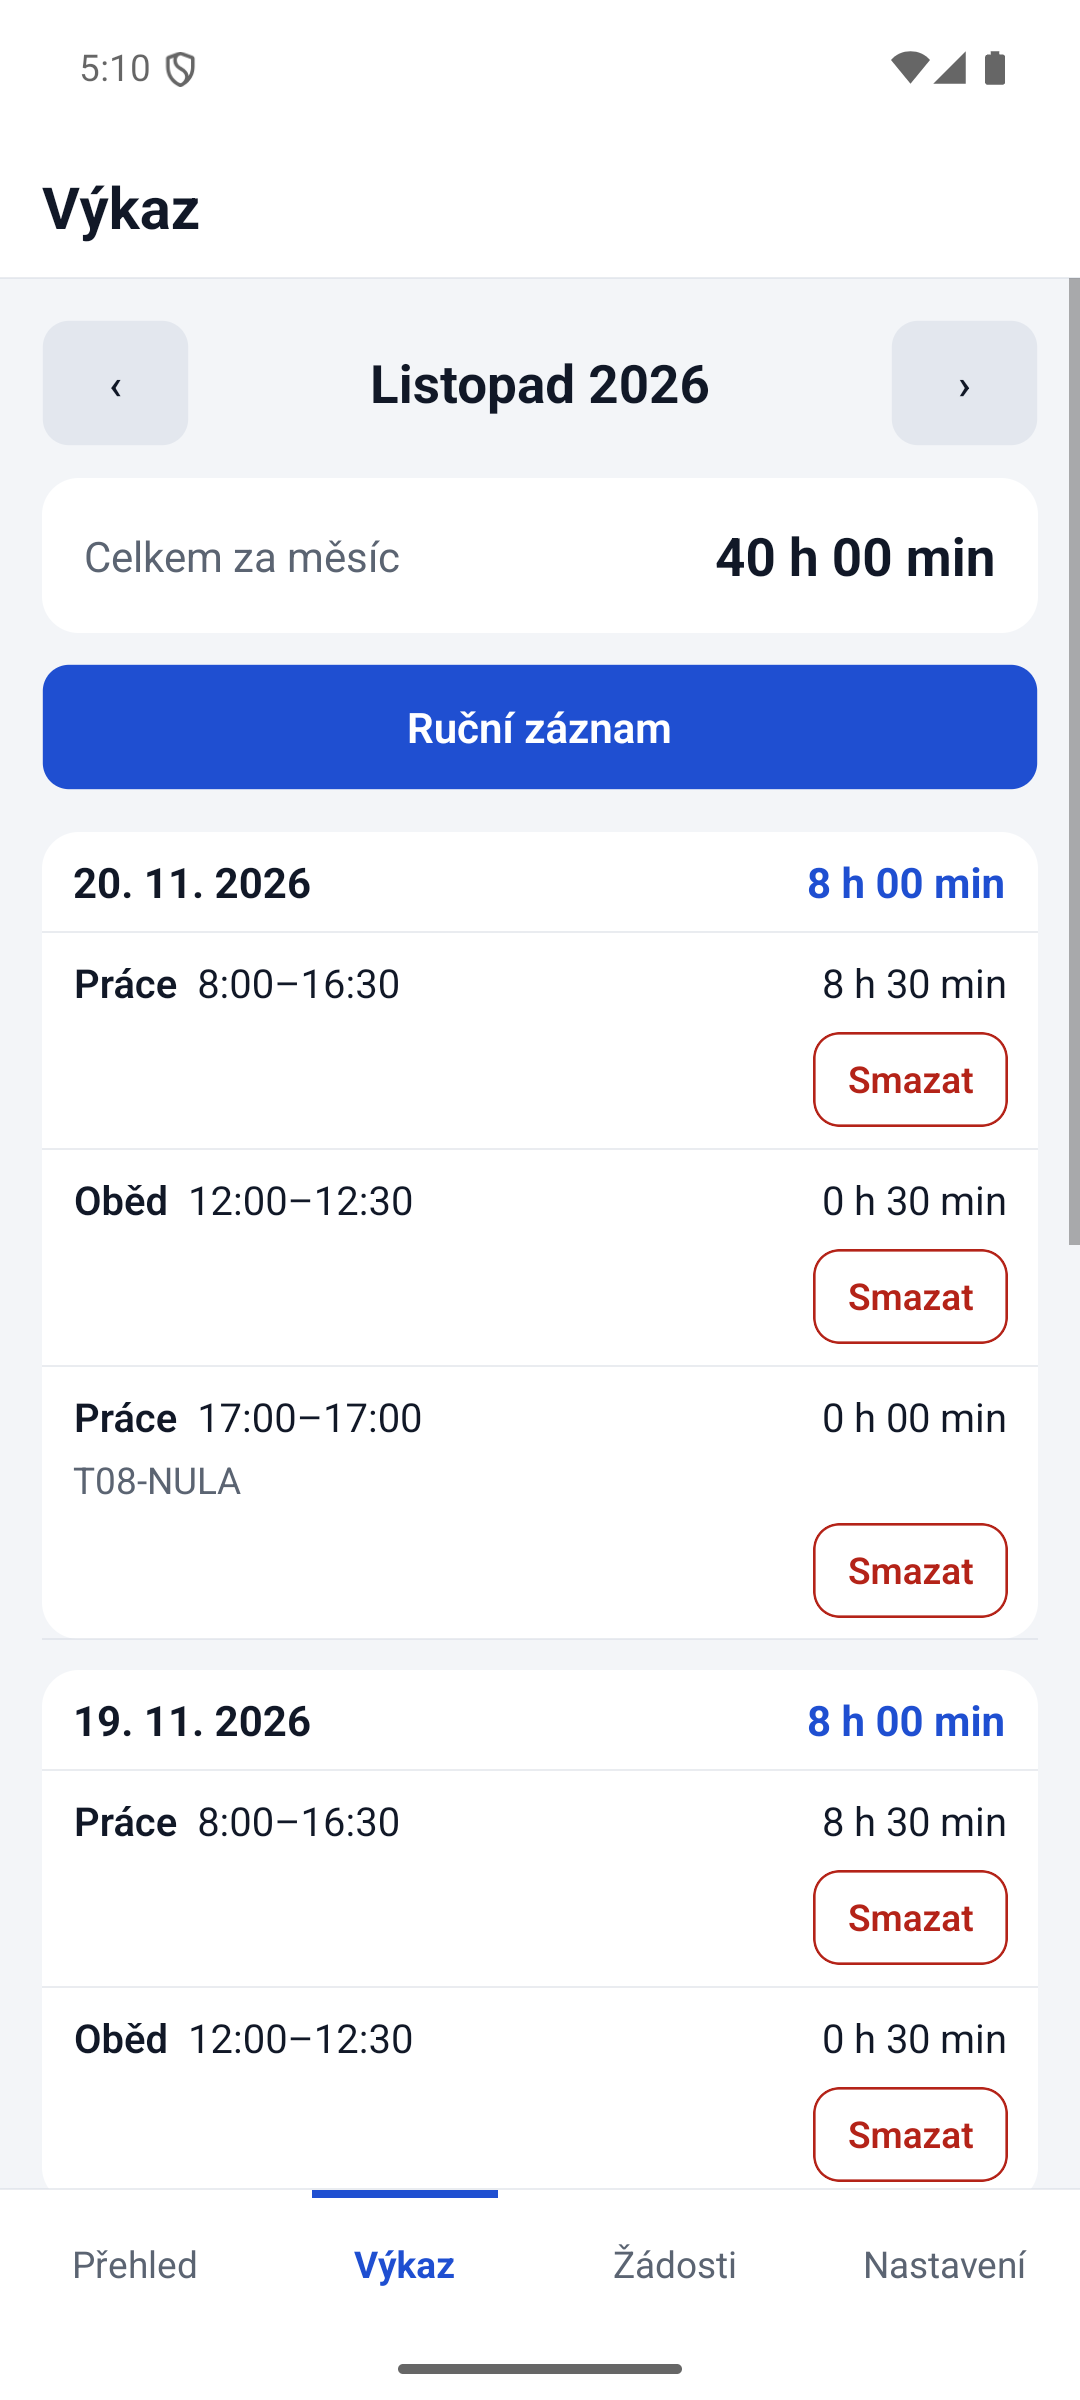 5:10
Výkaz
‹ Listopad 2026 ›
Celkem za měsíc 40 h 00 min
Ruční záznam
20. 11. 2026 8 h 00 min
Práce 8:00–16:30 8 h 30 min
Smazat
Oběd 12:00–12:30 0 h 30 min
Smazat
Práce 17:00–17:00 0 h 00 min
T08-NULA
Smazat
19. 11. 2026 8 h 00 min
Práce 8:00–16:30 8 h 30 min
Smazat
Oběd 12:00–12:30 0 h 30 min
Smazat
Přehled Výkaz Žádosti Nastavení